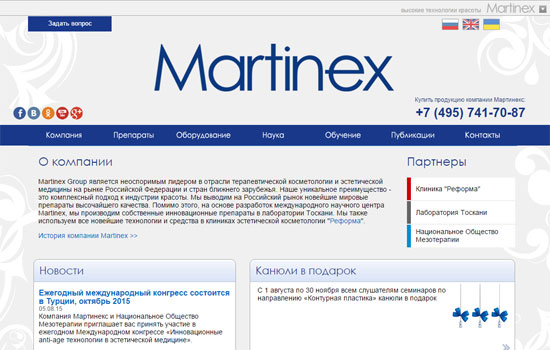 высокие технологии красоты Martinex
Задать вопрос
Martinex
Купить продукцию компании Мартинекс:
+7 (495) 741-70-87
Компания Препараты Оборудование Наука Обучение Публикации Контакты
О компании
Martinex Group является неоспоримым лидером в отрасли терапевтической косметологии и эстетической
медицины на рынке Российской Федерации и стран ближнего зарубежья. Наше уникальное преимущество -
это комплексный подход к индустрии красоты. Мы выводим на Российский рынок новейшие мировые
препараты высочайшего качества. Помимо этого, на основе разработок международного научного центра
Martinex, мы производим собственные инновационные препараты в лаборатории Тоскани. Мы также
используем все новейшие технологии и средства в клиниках эстетической косметологии "Реформа".
История компании Martinex >>
Партнеры
Клиника "Реформа"
Лаборатория Тоскани
Национальное Общество
Мезотерапии
Новости
Ежегодный международный конгресс состоится
в Турции, октябрь 2015
05.08.15
Компания Мартинекс и Национальное Общество
Мезотерапии приглашает вас принять участие в
ежегодном Международном конгрессе «Инновационные
anti-age технологии в эстетической медицине».
Канюли в подарок
С 1 августа по 30 ноября всем слушателям семинаров по
направлению «Контурная пластика» канюли в подарок